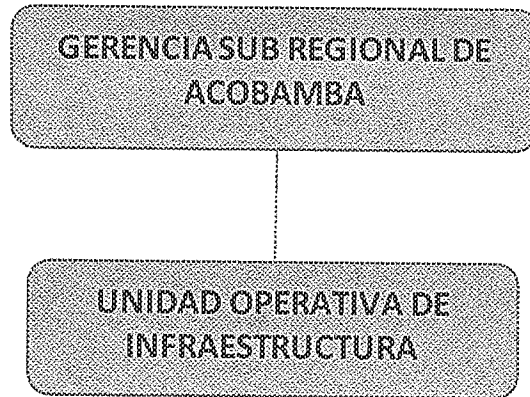 GERENCIA SUB REGIONAL DE
ACOBAMBA
UNIDAD OPERATIVA DE
INFRAESTRUCTURA